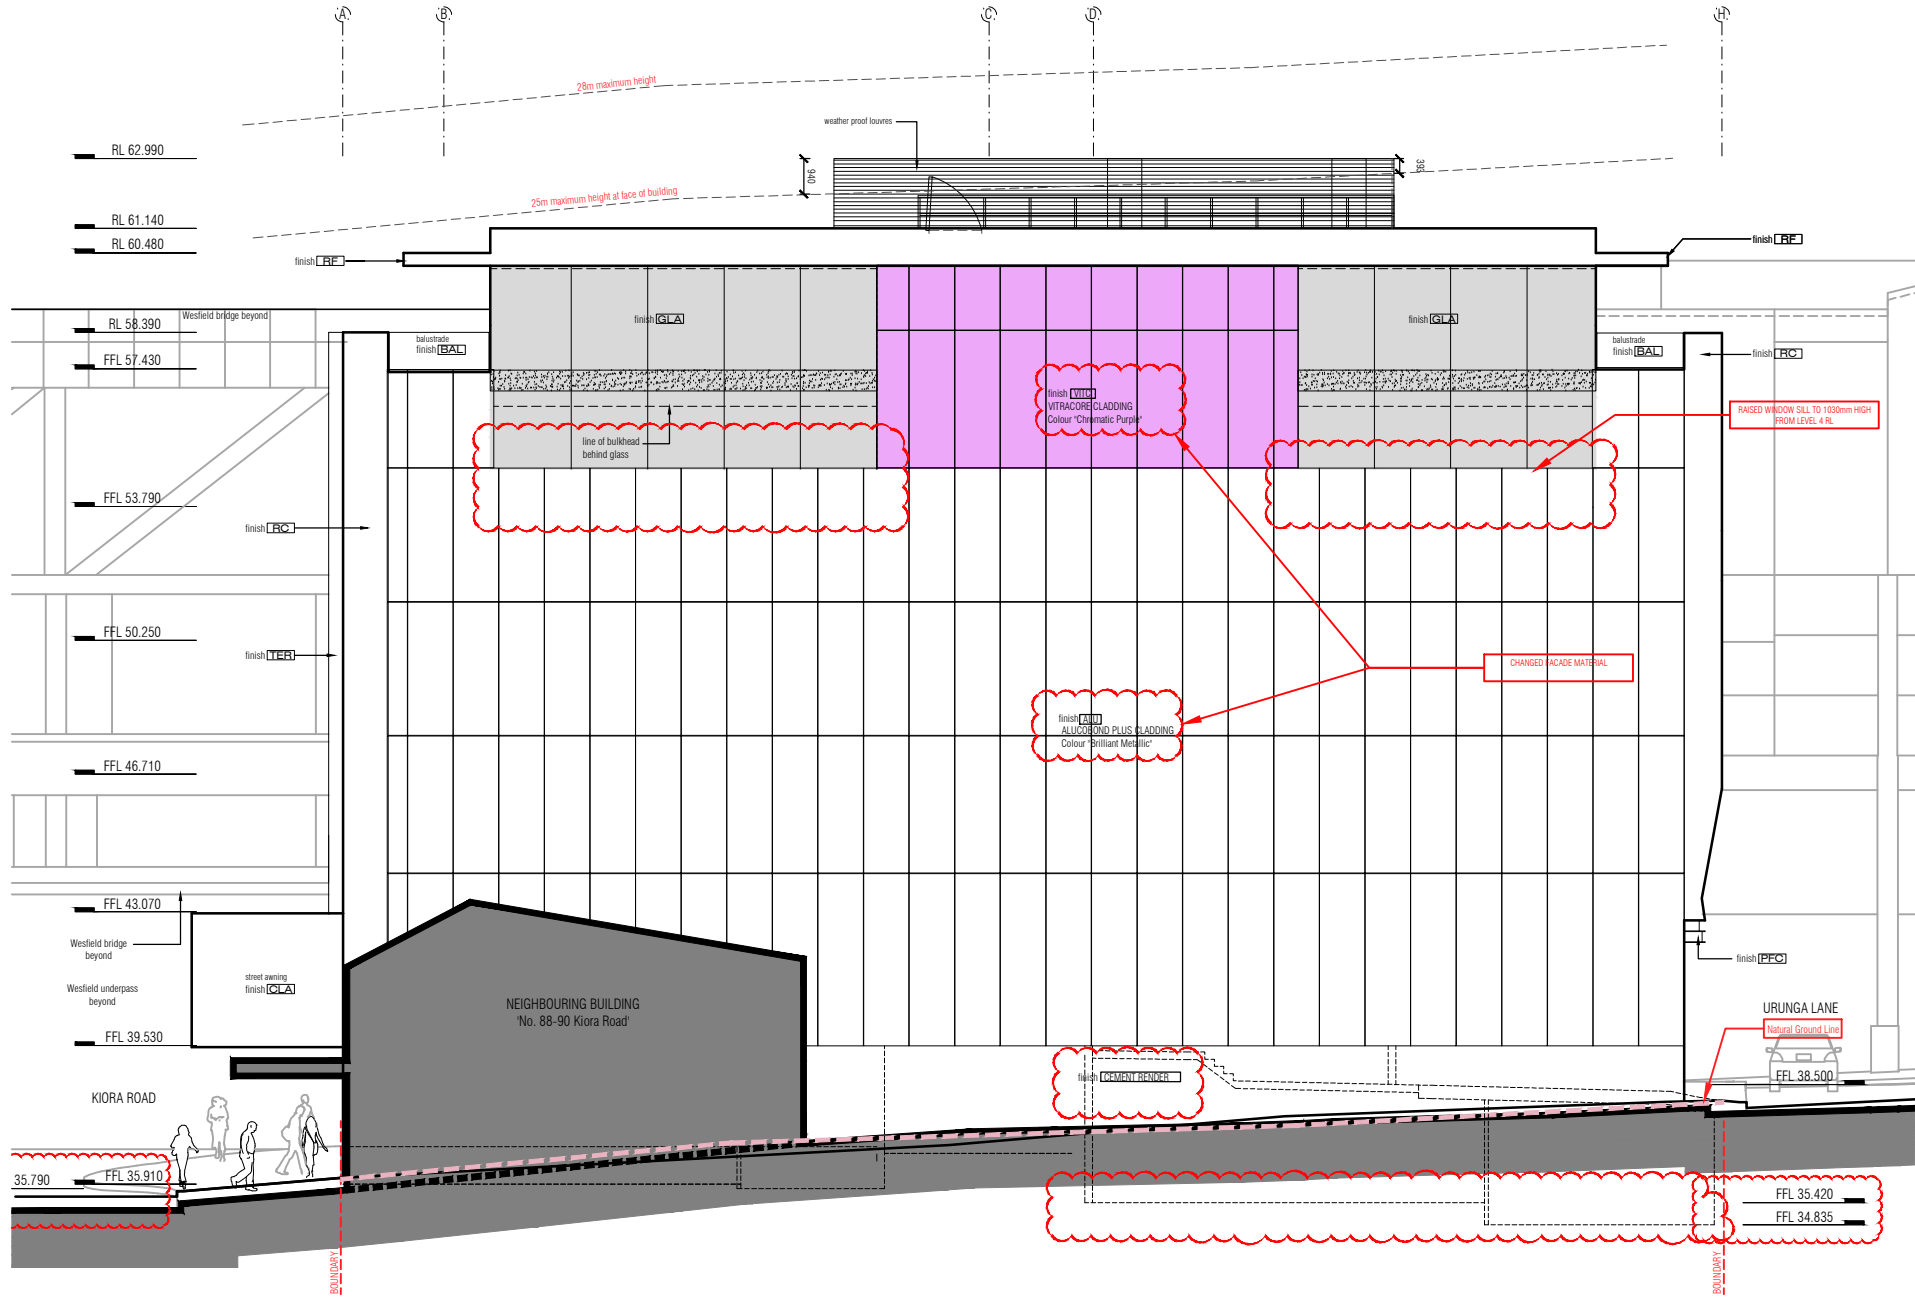 A.
B.
C.
D.
H.
28m maximum height
weather proof louvres
RL 62.990
940
25m maximum height at face of building
RL 61.140
RL 60.480
finish RF
finish RF
Wesfield bridge beyond
RL 58.390
finish GLA
finish GLA
balustrade
finish BAL
balustrade
finish BAL
finish RC
FFL 57.430
finish VITC
VITRACORE CLADDING
Colour "Chromatic Purple"
RAISED WINDOW SILL TO 1030mm HIGH
FROM LEVEL 4 RL
line of bulkhead
behind glass
FFL 53.790
finish RC
FFL 50.250
finish TER
CHANGED FACADE MATERIAL
finish ALU
ALUCOBOND PLUS CLADDING
Colour "Brilliant Metallic"
FFL 46.710
FFL 43.070
Wesfield bridge
beyond
street awning
finish CLA
Wesfield underpass
beyond
finish PFC
NEIGHBOURING BUILDING
'No. 88-90 Kiora Road'
URUNGA LANE
Natural Ground Line
FFL 39.530
finish CEMENT RENDER
FFL 38.500
KIORA ROAD
35.790
FFL 35.910
FFL 35.420
FFL 34.835
BOUNDARY
BOUNDARY